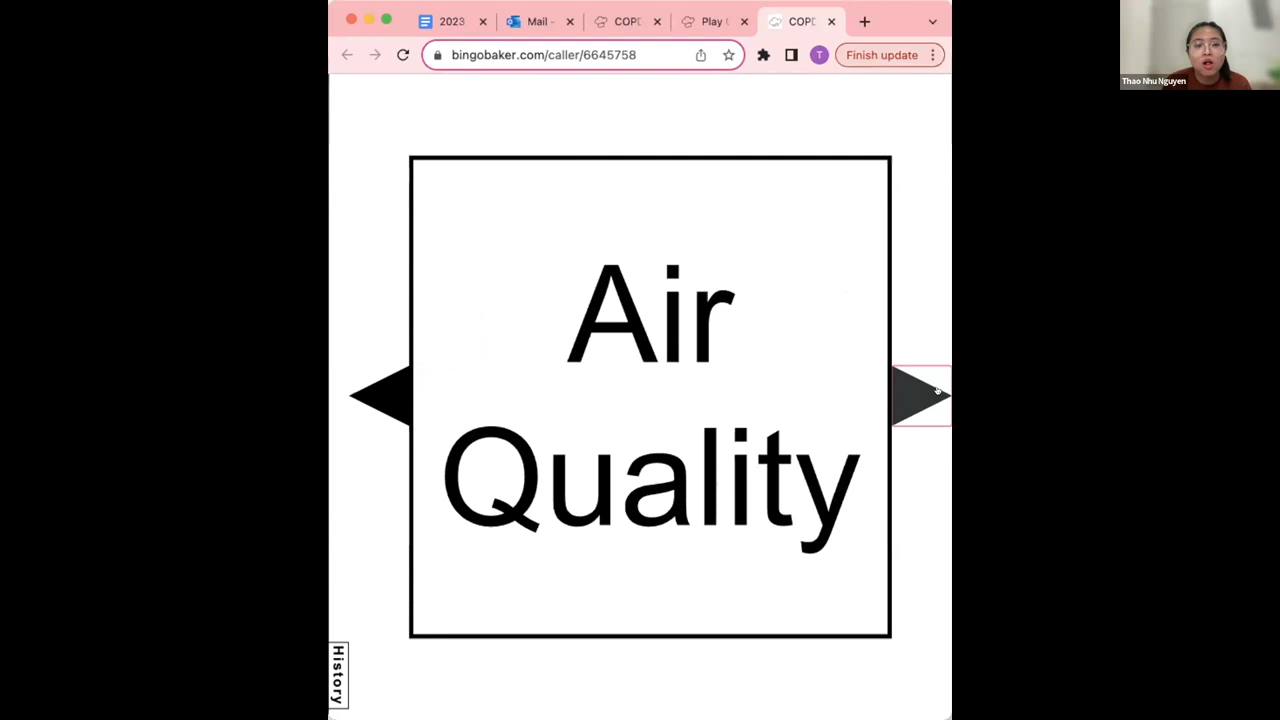 2023
Mail -
COPD
Play
COPD
bingobaker.com/caller/6645758
T
Finish update
Thao Nhu Nguyen
Air
Quality
History